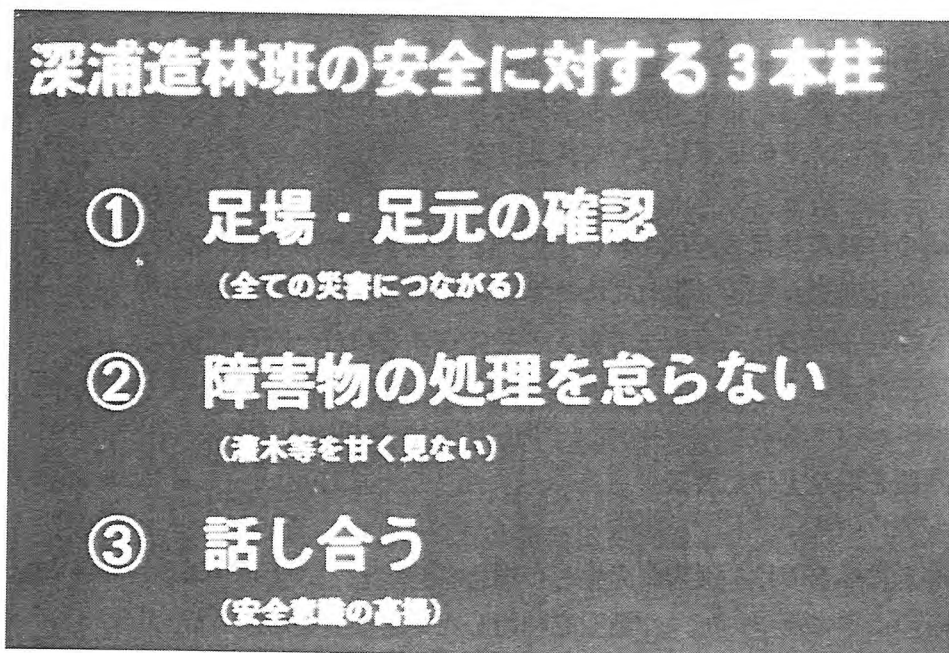 深浦造林班の安全に対する3本柱
① 足場・足元の確認
(全ての災害につながる)
② 障害物の処理を怠らない
(灌木等を甘く見ない)
③ 話し合う
(安全意識の高揚)